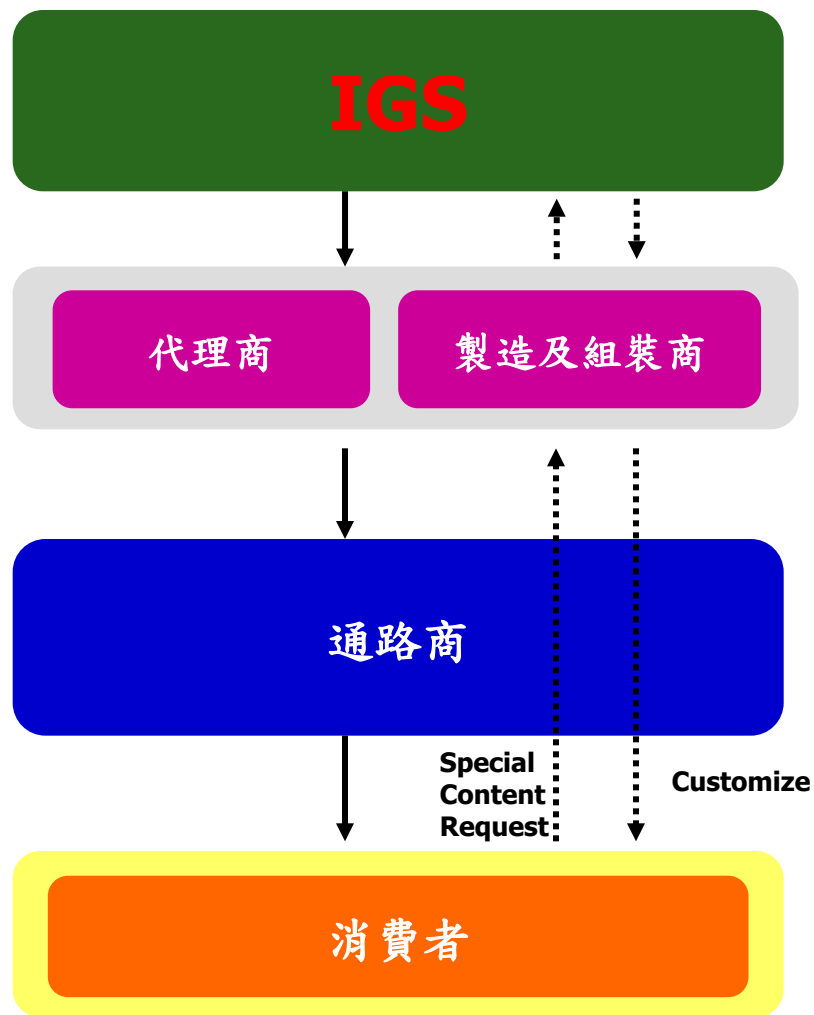 IGS
代理商
製造及組裝商
通路商
Special
Content
Request
Customize
消費者